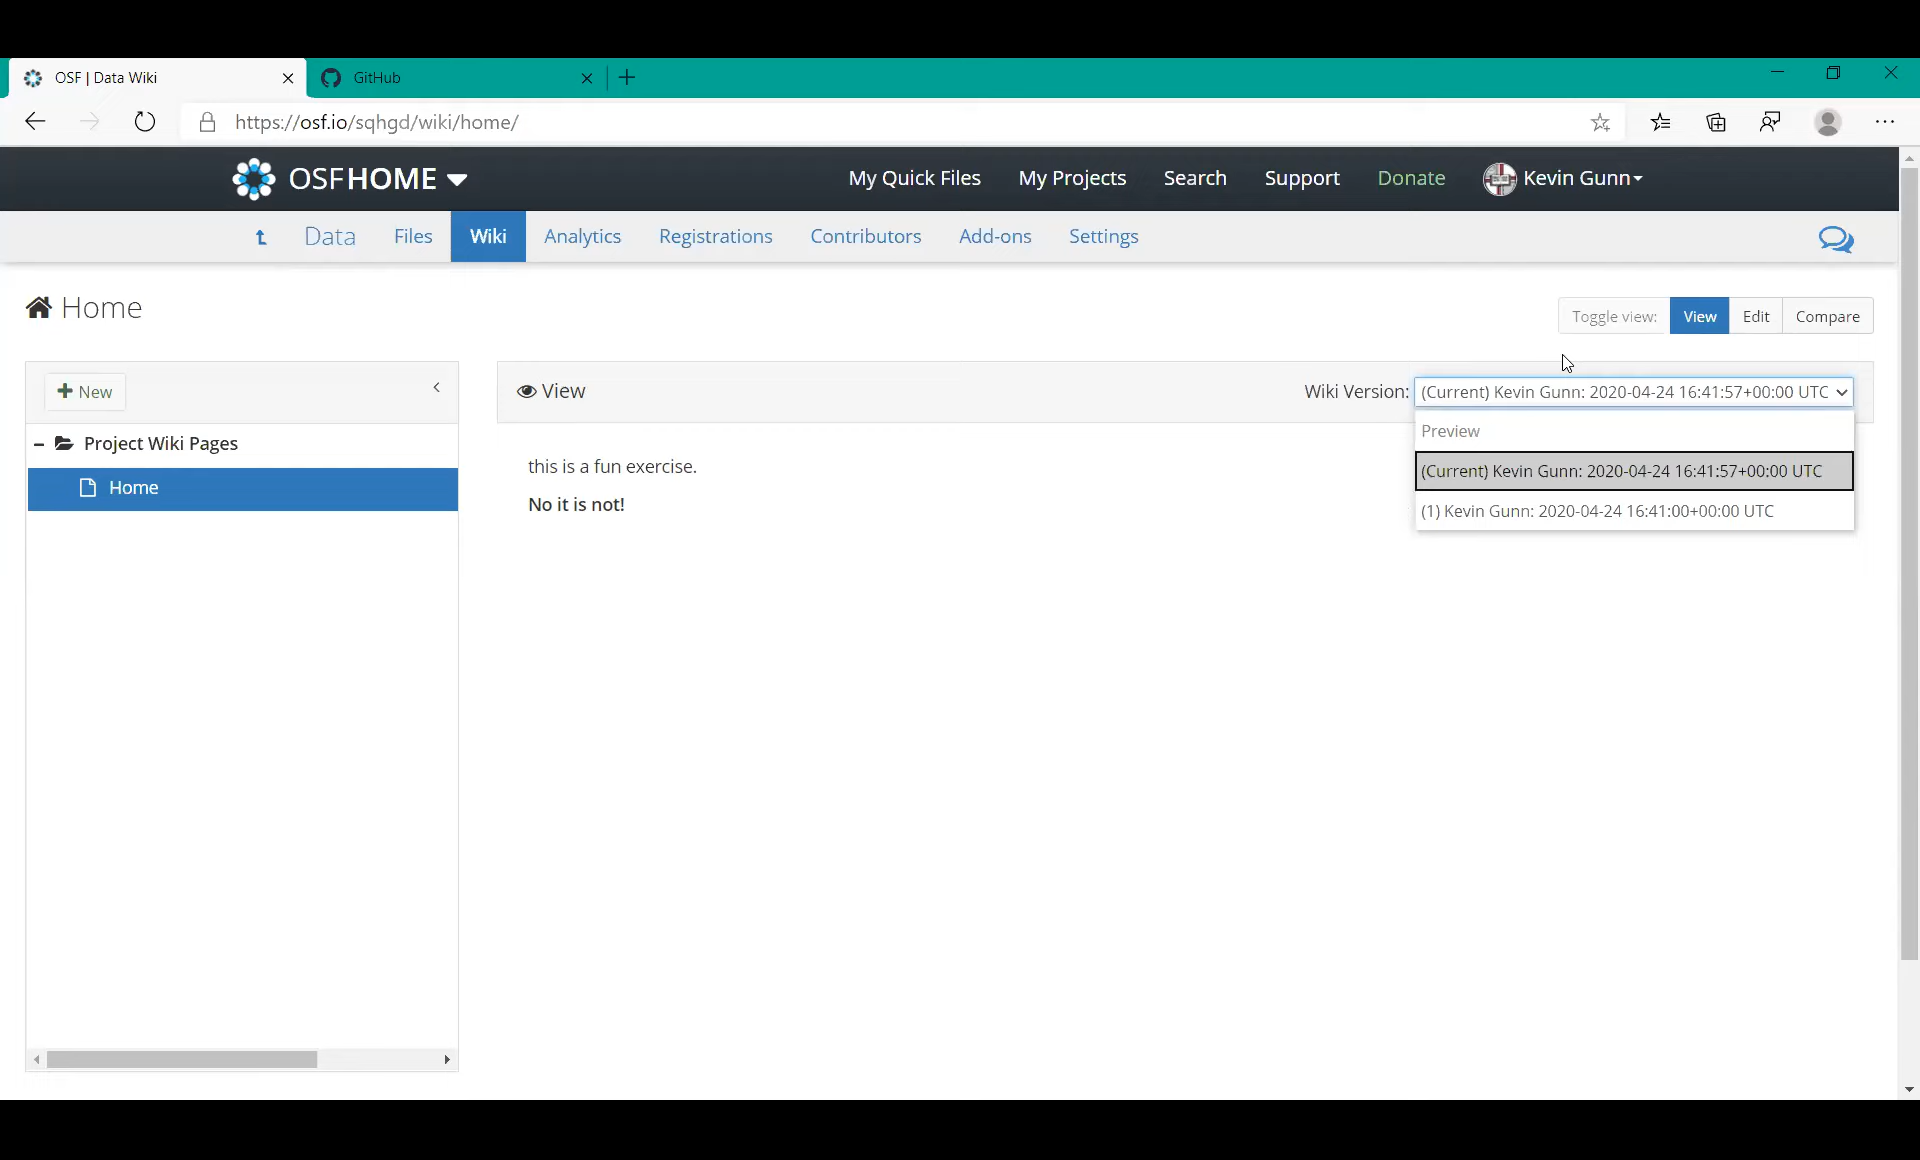 OSF | Data Wiki
GitHub
https://osf.io/sqhgd/wiki/home/
OSFHOME
My Quick Files
My Projects
Search
Support
Donate
Kevin Gunn
Data
Files
Wiki
Analytics
Registrations
Contributors
Add-ons
Settings
Home
Toggle view:
View
Edit
Compare
New
View
Wiki Version:
(Current) Kevin Gunn: 2020-04-24 16:41:57+00:00 UTC
Preview
(Current) Kevin Gunn: 2020-04-24 16:41:57+00:00 UTC
(1) Kevin Gunn: 2020-04-24 16:41:00+00:00 UTC
Project Wiki Pages
Home
this is a fun exercise.
No it is not!